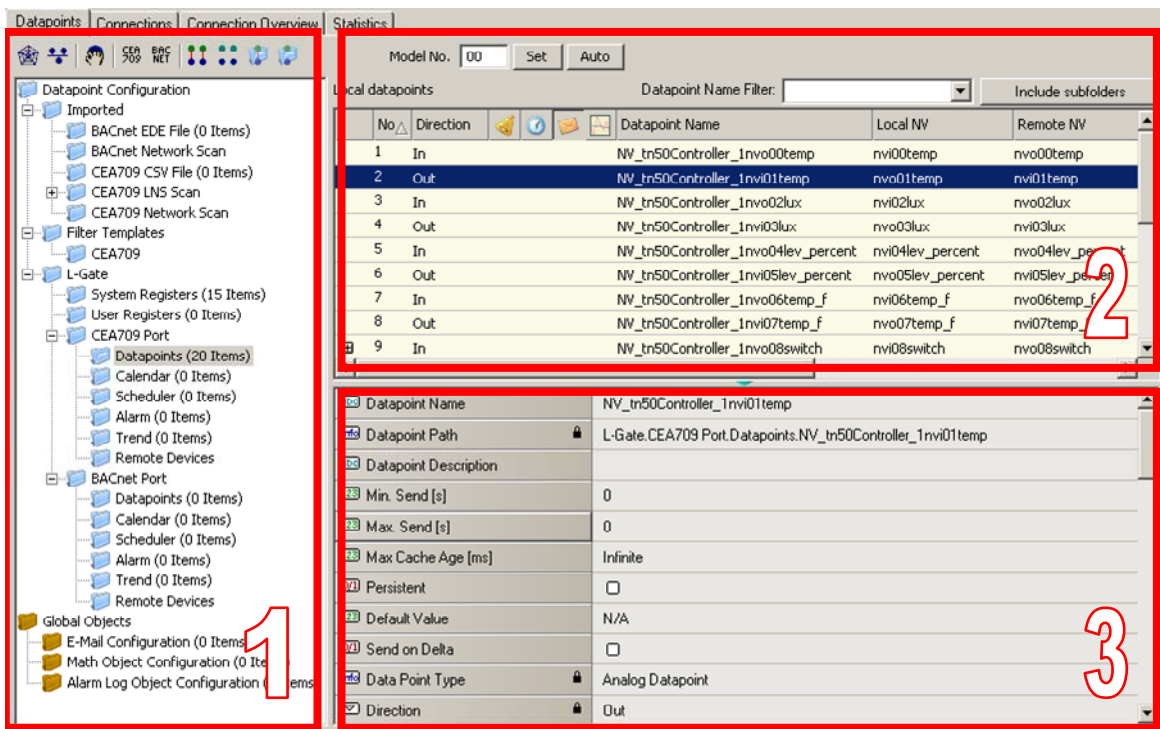 Datapoints Connections Connection Overview Statistics
CEA 709 BAC NET
Datapoint Configuration
Imported
BACnet EDE File (0 Items)
BACnet Network Scan
CEA709 CSV File (0 Items)
CEA709 LNS Scan
CEA709 Network Scan
Filter Templates
CEA709
L-Gate
System Registers (15 Items)
User Registers (0 Items)
CEA709 Port
Datapoints (20 Items)
Calendar (0 Items)
Scheduler (0 Items)
Alarm (0 Items)
Trend (0 Items)
Remote Devices
BACnet Port
Datapoints (0 Items)
Calendar (0 Items)
Scheduler (0 Items)
Alarm (0 Items)
Trend (0 Items)
Remote Devices
Global Objects
E-Mail Configuration (0 Items
Math Object Configuration (0
Alarm Log Object Configuration
1
Model No. 00 Set Auto
Local datapoints Datapoint Name Filter: Include subfolders
No Direction Datapoint Name Local NV Remote NV
1 In NV_tn50Controller_1nvo00temp nvi00temp nvo00temp
2 Out NV_tn50Controller_1nvi01temp nvo01temp nvi01temp
3 In NV_tn50Controller_1nvo02lux nvi02lux nvo02lux
4 Out NV_tn50Controller_1nvi03lux nvo03lux nvi03lux
5 In NV_tn50Controller_1nvo04lev_percent nvi04lev_percent nvo04lev_percent
6 Out NV_tn50Controller_1nvi05lev_percent nvo05lev_percent
7 In NV_tn50Controller_1nvo06temp_f nvi06temp_f nvo06temp_f
8 Out NV_tn50Controller_1nvi07temp_f nvo07temp_f nvi07temp_f
9 In NV_tn50Controller_1nvo08switch nvi08switch nvo08switch
2
Datapoint Name NV_tn50Controller_1nvi01temp
Datapoint Path L-Gate.CEA709 Port.Datapoints.NV_tn50Controller_1nvi01temp
Datapoint Description
Min. Send [s] 0
Max. Send [s] 0
Max Cache Age [ms] Infinite
Persistent
Default Value N/A
Send on Delta
Data Point Type Analog Datapoint
Direction Out
3